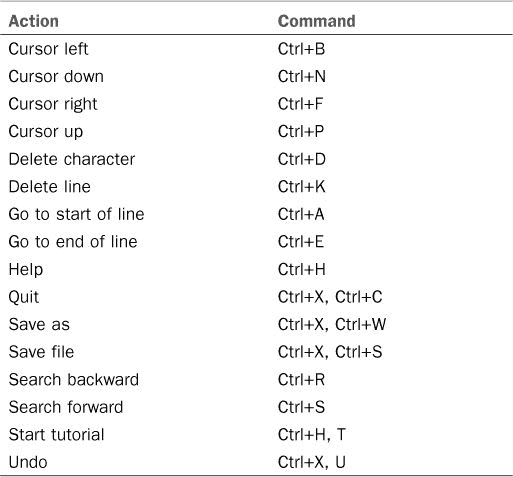 Action Command
Cursor left Ctrl+B
Cursor down Ctrl+N
Cursor right Ctrl+F
Cursor up Ctrl+P
Delete character Ctrl+D
Delete line Ctrl+K
Go to start of line Ctrl+A
Go to end of line Ctrl+E
Help Ctrl+H
Quit Ctrl+X, Ctrl+C
Save as Ctrl+X, Ctrl+W
Save file Ctrl+X, Ctrl+S
Search backward Ctrl+R
Search forward Ctrl+S
Start tutorial Ctrl+H, T
Undo Ctrl+X, U